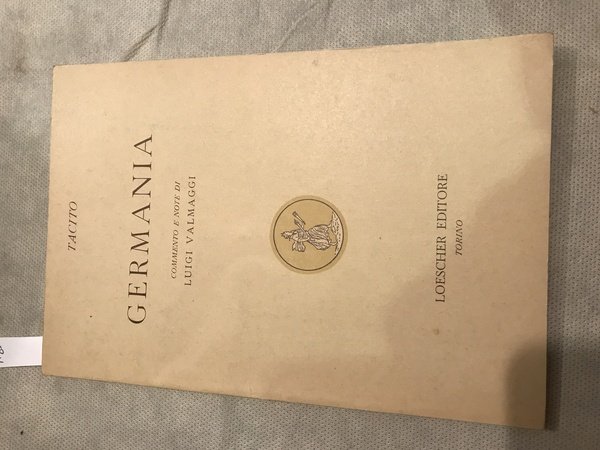 TACITO
GERMANIA
COMMENTO E NOTE DI
LUIGI VALMAGGI
LOESCHER EDITORE
TORINO